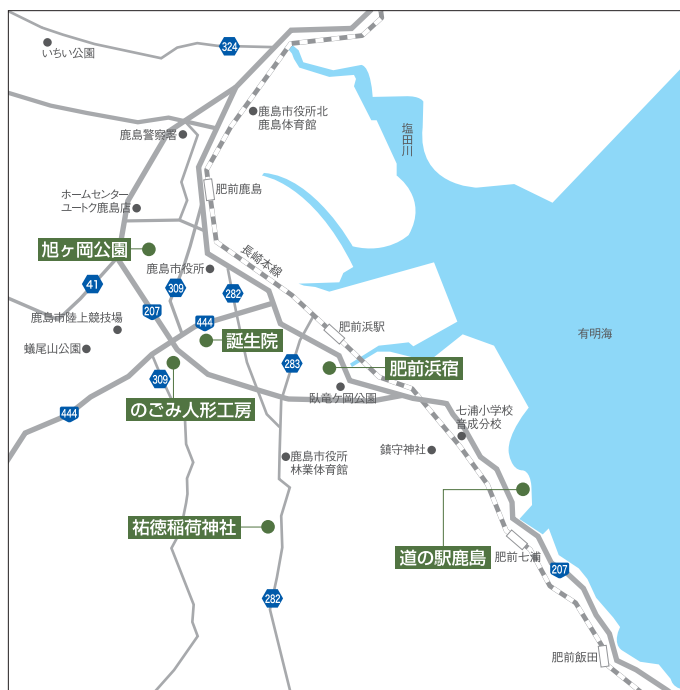 324
いちい公園
鹿島市役所北
鹿島体育館
塩田川
鹿島警察署
肥前鹿島
ホームセンター
ユートク鹿島店
旭ヶ岡公園
長崎本線
鹿島市役所
41
309
282
207
鹿島市陸上競技場
444
肥前浜駅
有明海
誕生院
蟻尾山公園
283
肥前浜宿
309
臥竜ケ岡公園
のごみ人形工房
444
七浦小学校
音成分校
鎮守神社
鹿島市役所
林業体育館
祐徳稲荷神社
道の駅鹿島
肥前七浦
207
282
肥前飯田